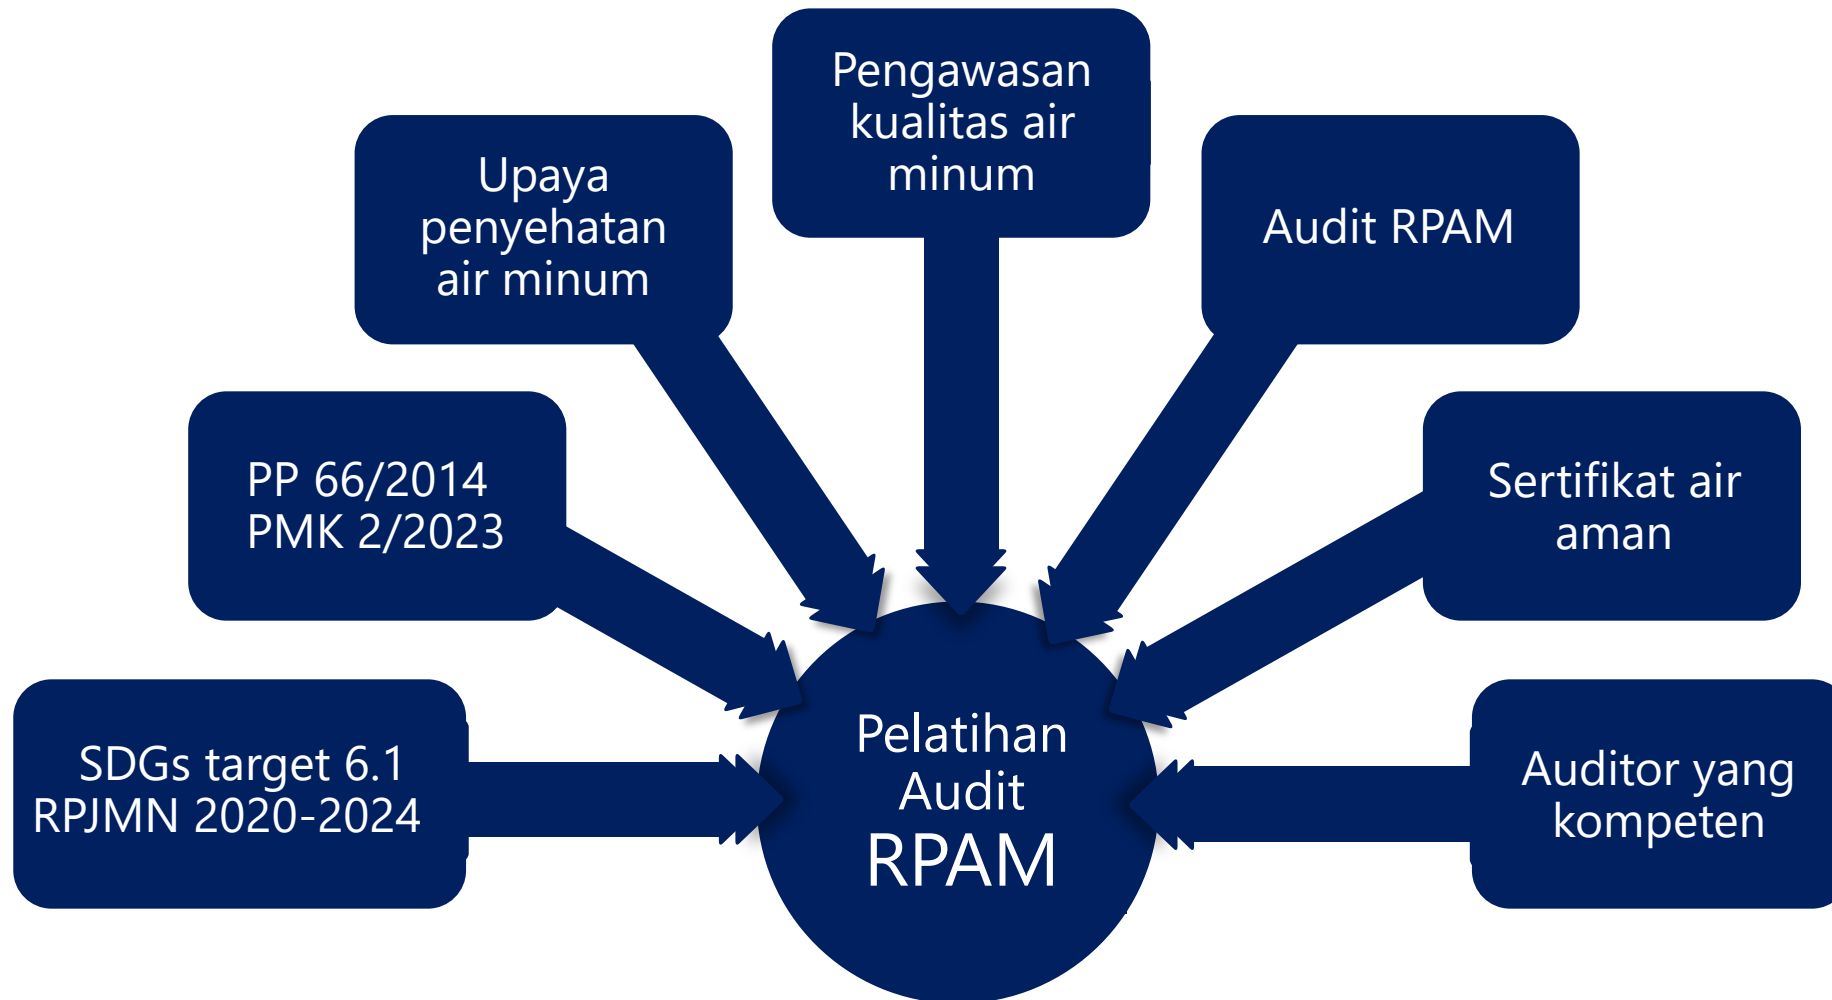 SDGs target 6.1
RPJMN 2020-2024
PP 66/2014
PMK 2/2023
Upaya
penyehatan
air minum
Pengawasan
kualitas air
minum
Audit RPAM
Sertifikat air
aman
Auditor yang
kompeten
Pelatihan
Audit
RPAM